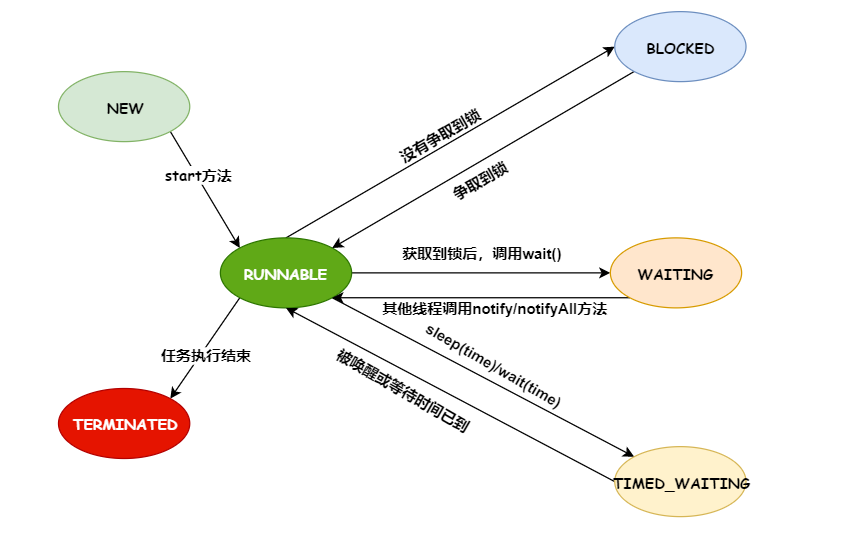 BLOCKED
NEW
没有争取到锁
争取到锁
start方法
获取到锁后，调用wait()
RUNNABLE
WAITING
其他线程调用notify/notifyAll方法
sleep(time)/wait(time)
任务执行结束
被唤醒或等待时间已到
TERMINATED
TIMED_WAITING